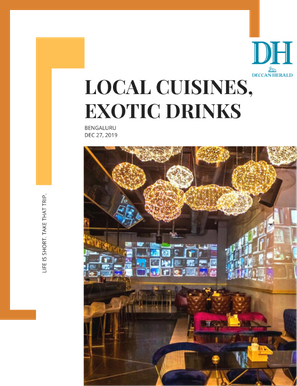 DH
DECCAN HERALD
LOCAL CUISINES,
EXOTIC DRINKS
BENGALURU
DEC 27, 2019
LIFE IS SHORT. TAKE THAT TRIP.